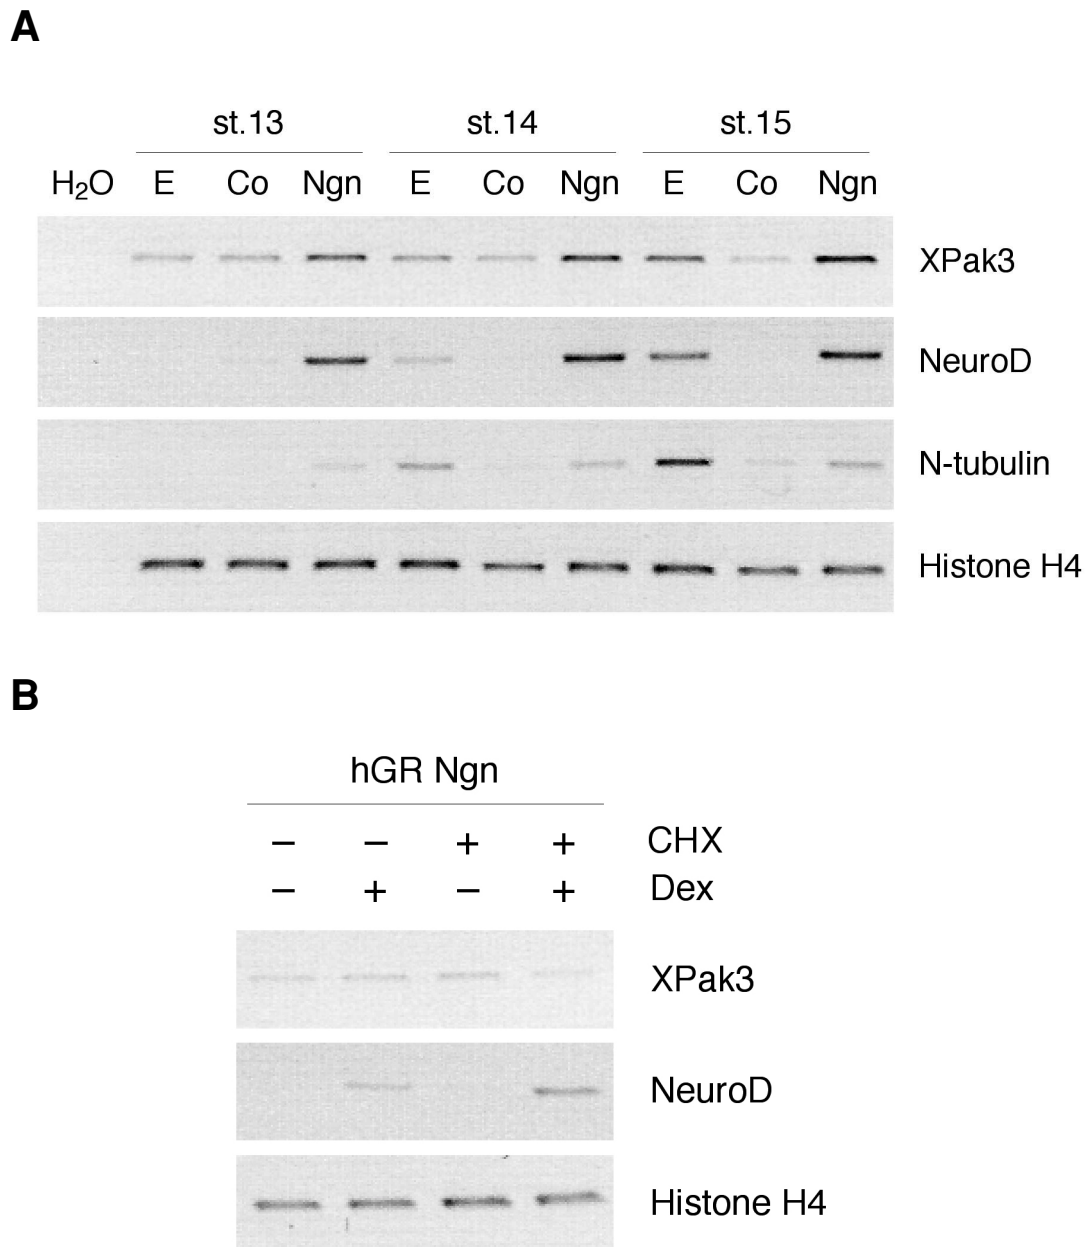 A
st.13 st.14 st.15
H₂O E Co Ngn E Co Ngn E Co Ngn
XPak3
NeuroD
N-tubulin
Histone H4
B
hGR Ngn
− − + + CHX
− + − + Dex
XPak3
NeuroD
Histone H4